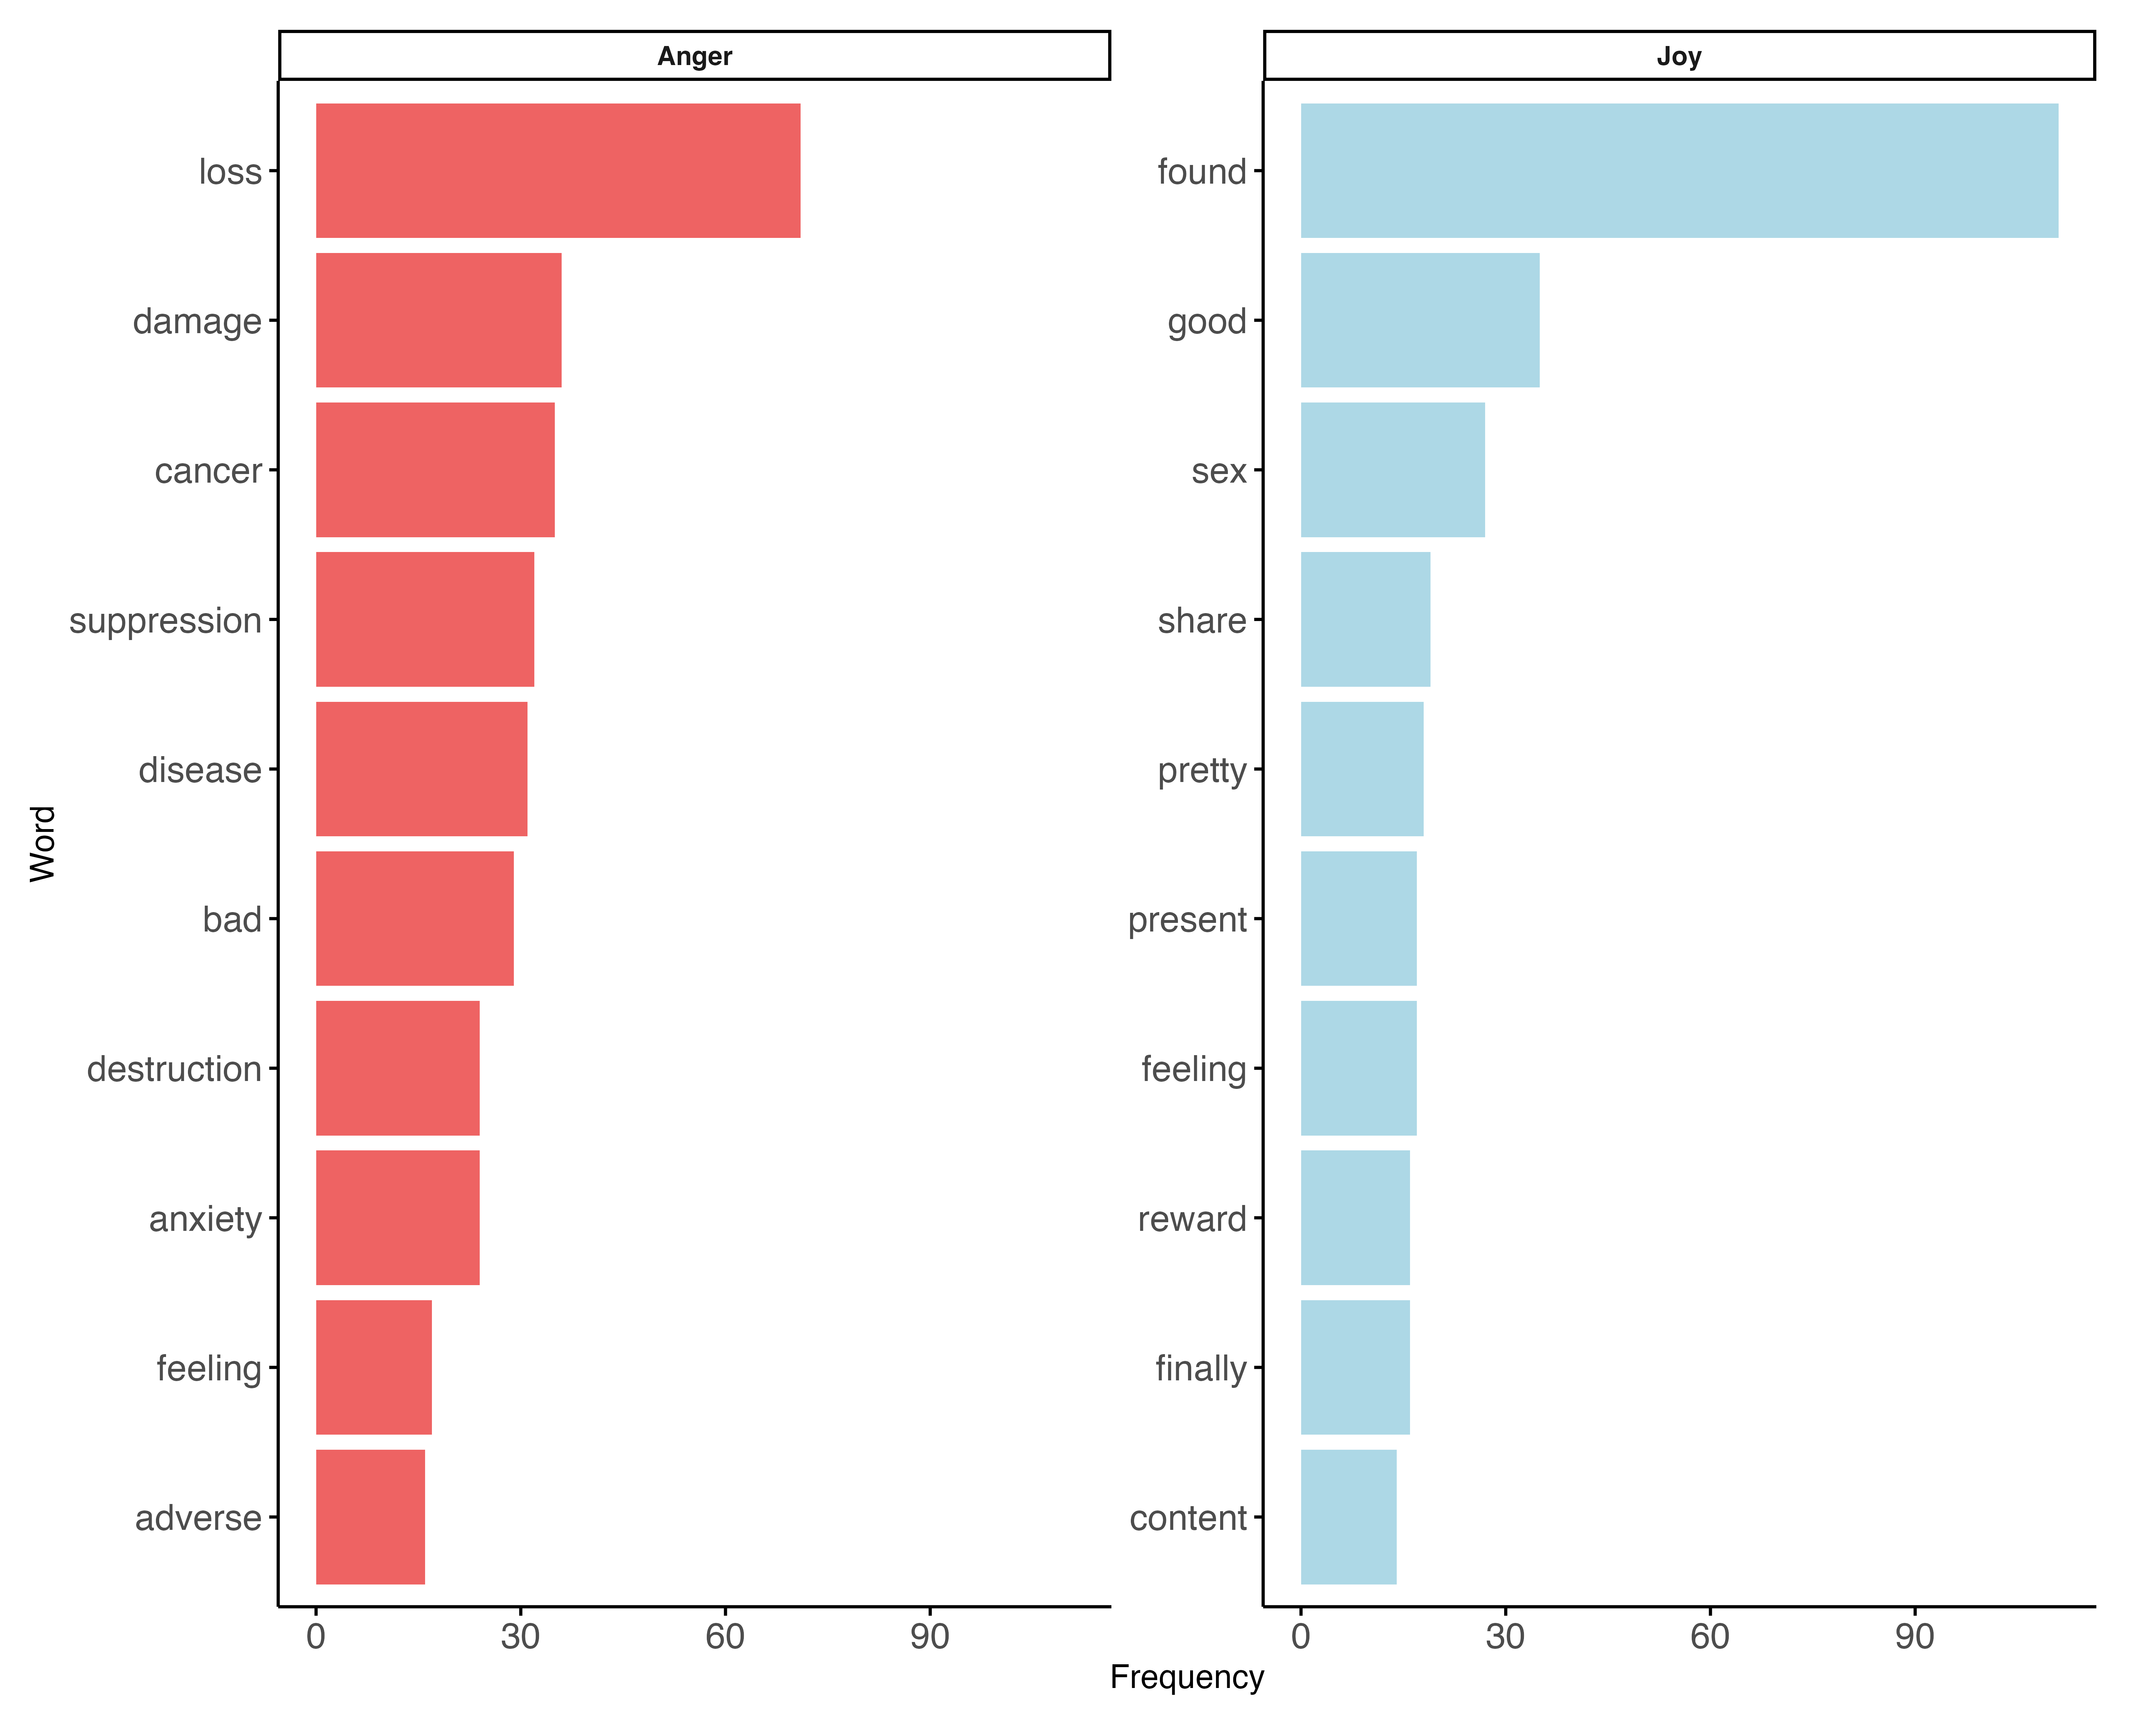 Anger
Joy
loss
damage
cancer
suppression
disease
bad
destruction
anxiety
feeling
adverse
found
good
sex
share
pretty
present
feeling
reward
finally
content
Word
0 30 60 90
0 30 60 90
Frequency